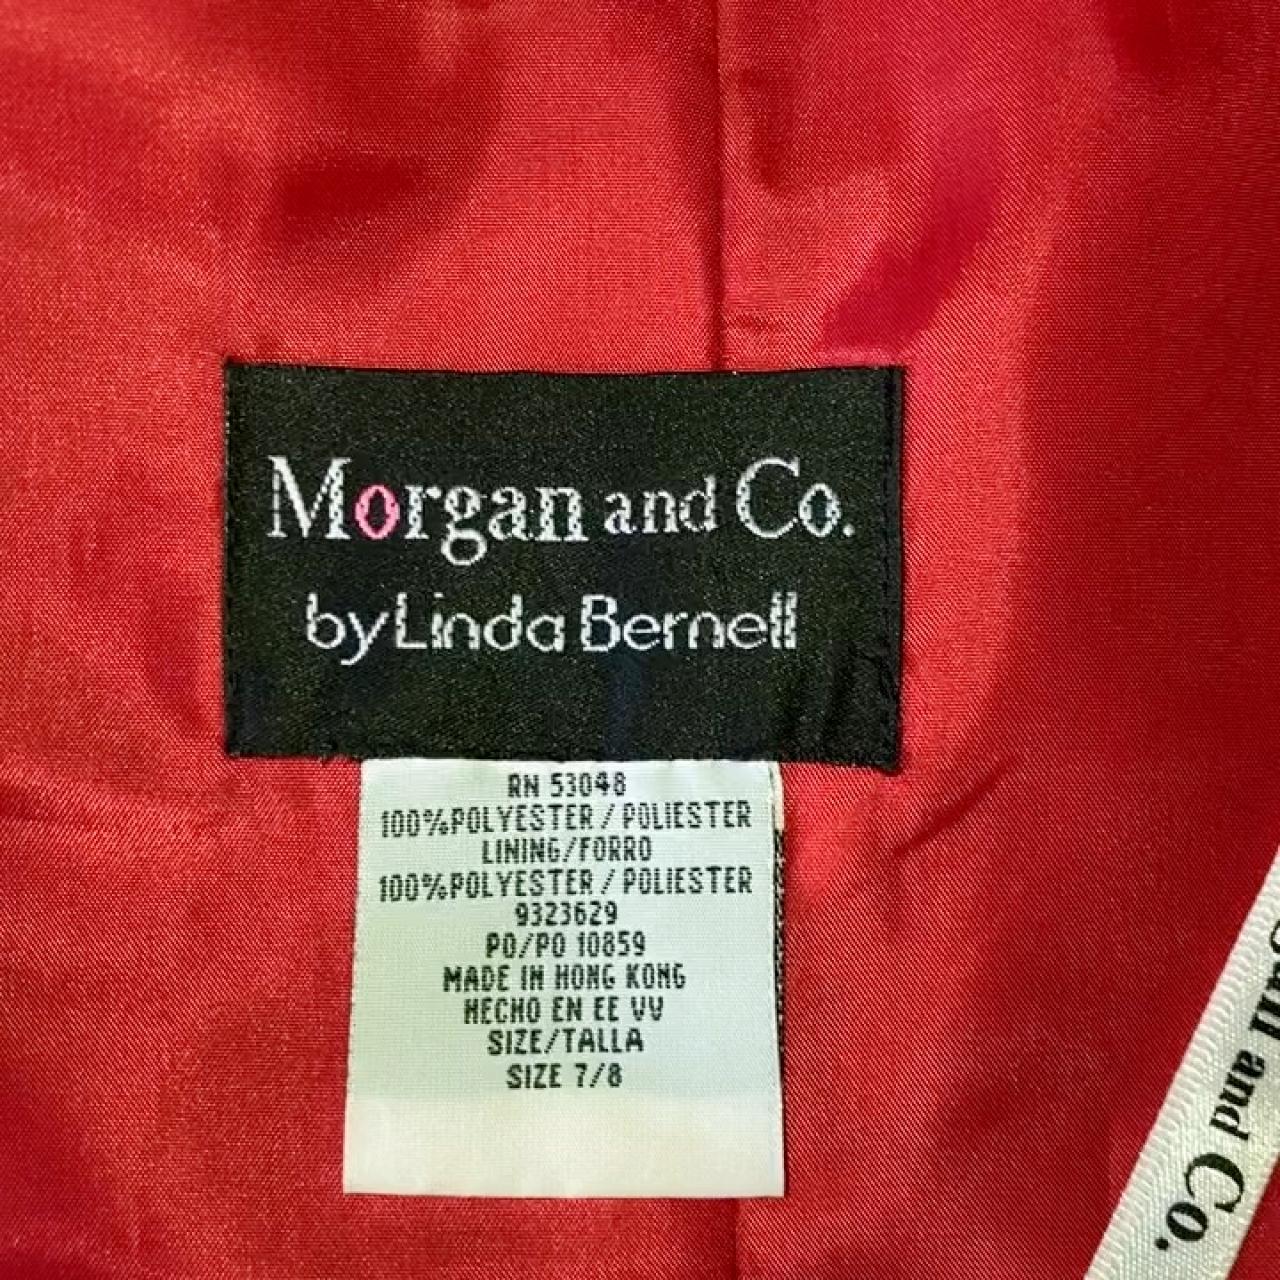 Morgan and Co.
by Linda Bernell
RN 53048
100%POLYESTER / POLIESTER
LINING/FORRO
100%POLYESTER / POLIESTER
9323629
PO/PO 10859
MADE IN HONG KONG
HECHO EN EE VV
SIZE/TALLA
SIZE 7/8
and Co.